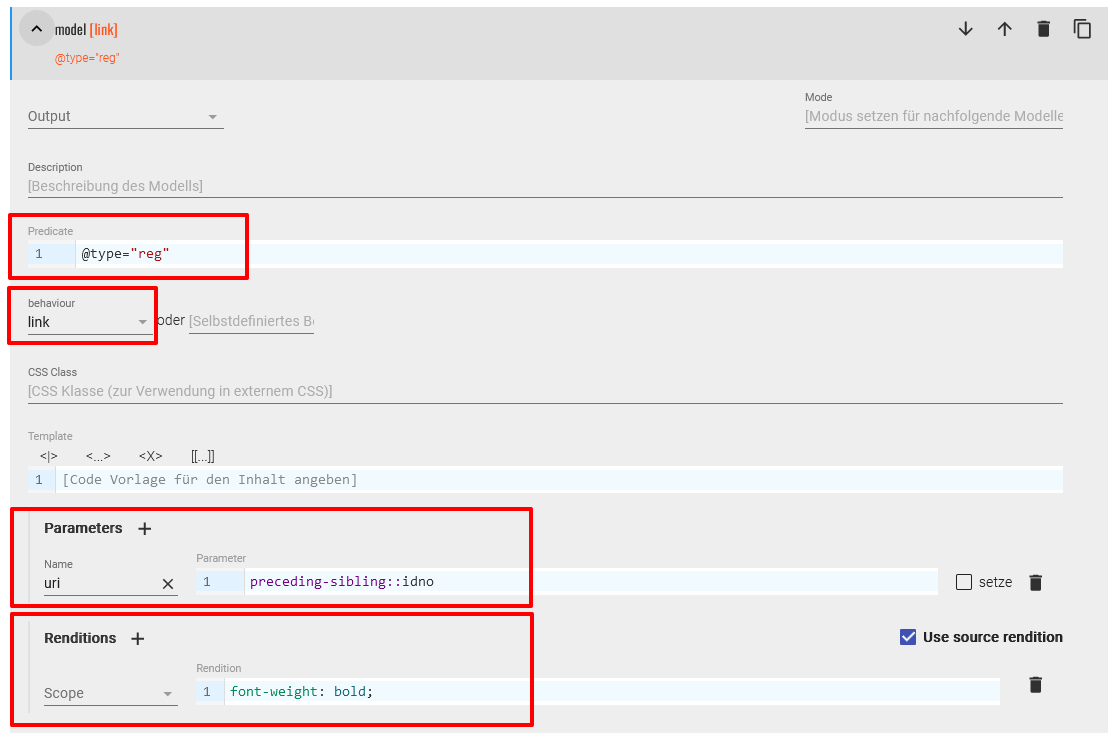 model [link]
@type="reg"
Output
Mode
[Modus setzen für nachfolgende Modelle
Description
[Beschreibung des Modells]
Predicate
1 @type="reg"
behaviour
link oder [Selbstdefiniertes Be
CSS Class
[CSS Klasse (zur Verwendung in externem CSS)]
Template
<|> <...> <X> [[...]]
1 [Code Vorlage für den Inhalt angeben]
Parameters +
Name Parameter
uri 1 preceding-sibling::idno setze
Renditions + Use source rendition
Rendition
Scope 1 font-weight: bold;